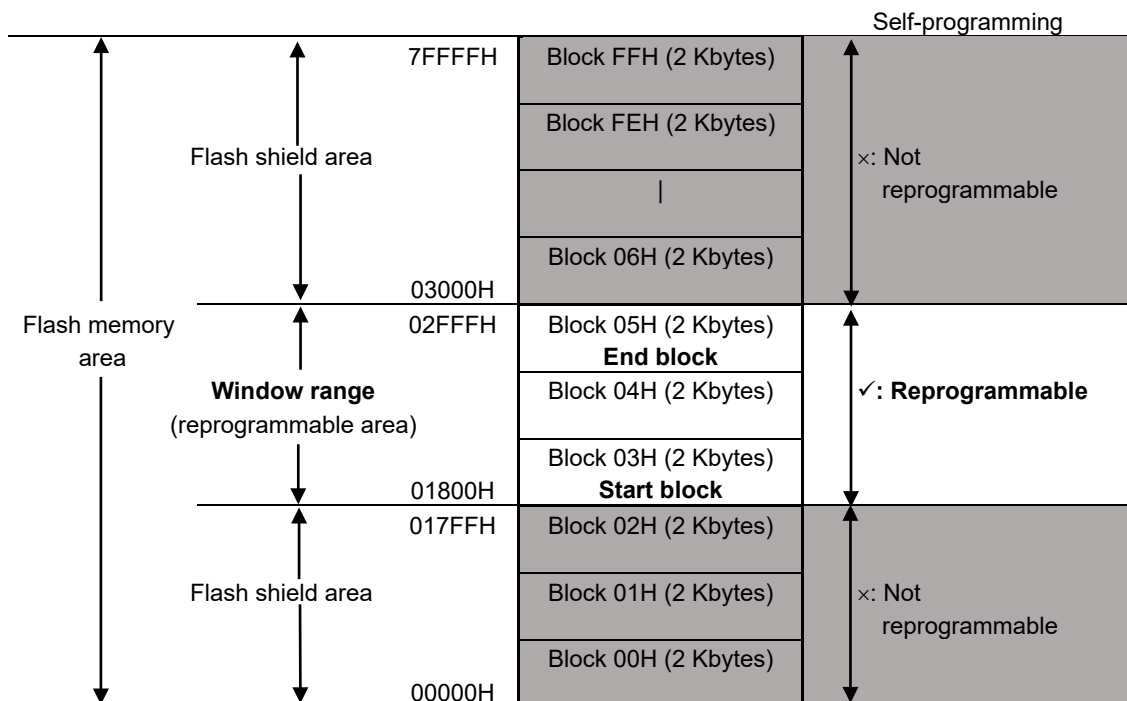 Self-programming
7FFFFH
Block FFH (2 Kbytes)
Block FEH (2 Kbytes)
Flash shield area
×: Not
reprogrammable
|
Block 06H (2 Kbytes)
03000H
Flash memory
area
02FFFH
Block 05H (2 Kbytes)
End block
Window range
(reprogrammable area)
Block 04H (2 Kbytes)
✓: Reprogrammable
Block 03H (2 Kbytes)
01800H
Start block
017FFH
Block 02H (2 Kbytes)
Flash shield area
Block 01H (2 Kbytes)
×: Not
reprogrammable
Block 00H (2 Kbytes)
00000H